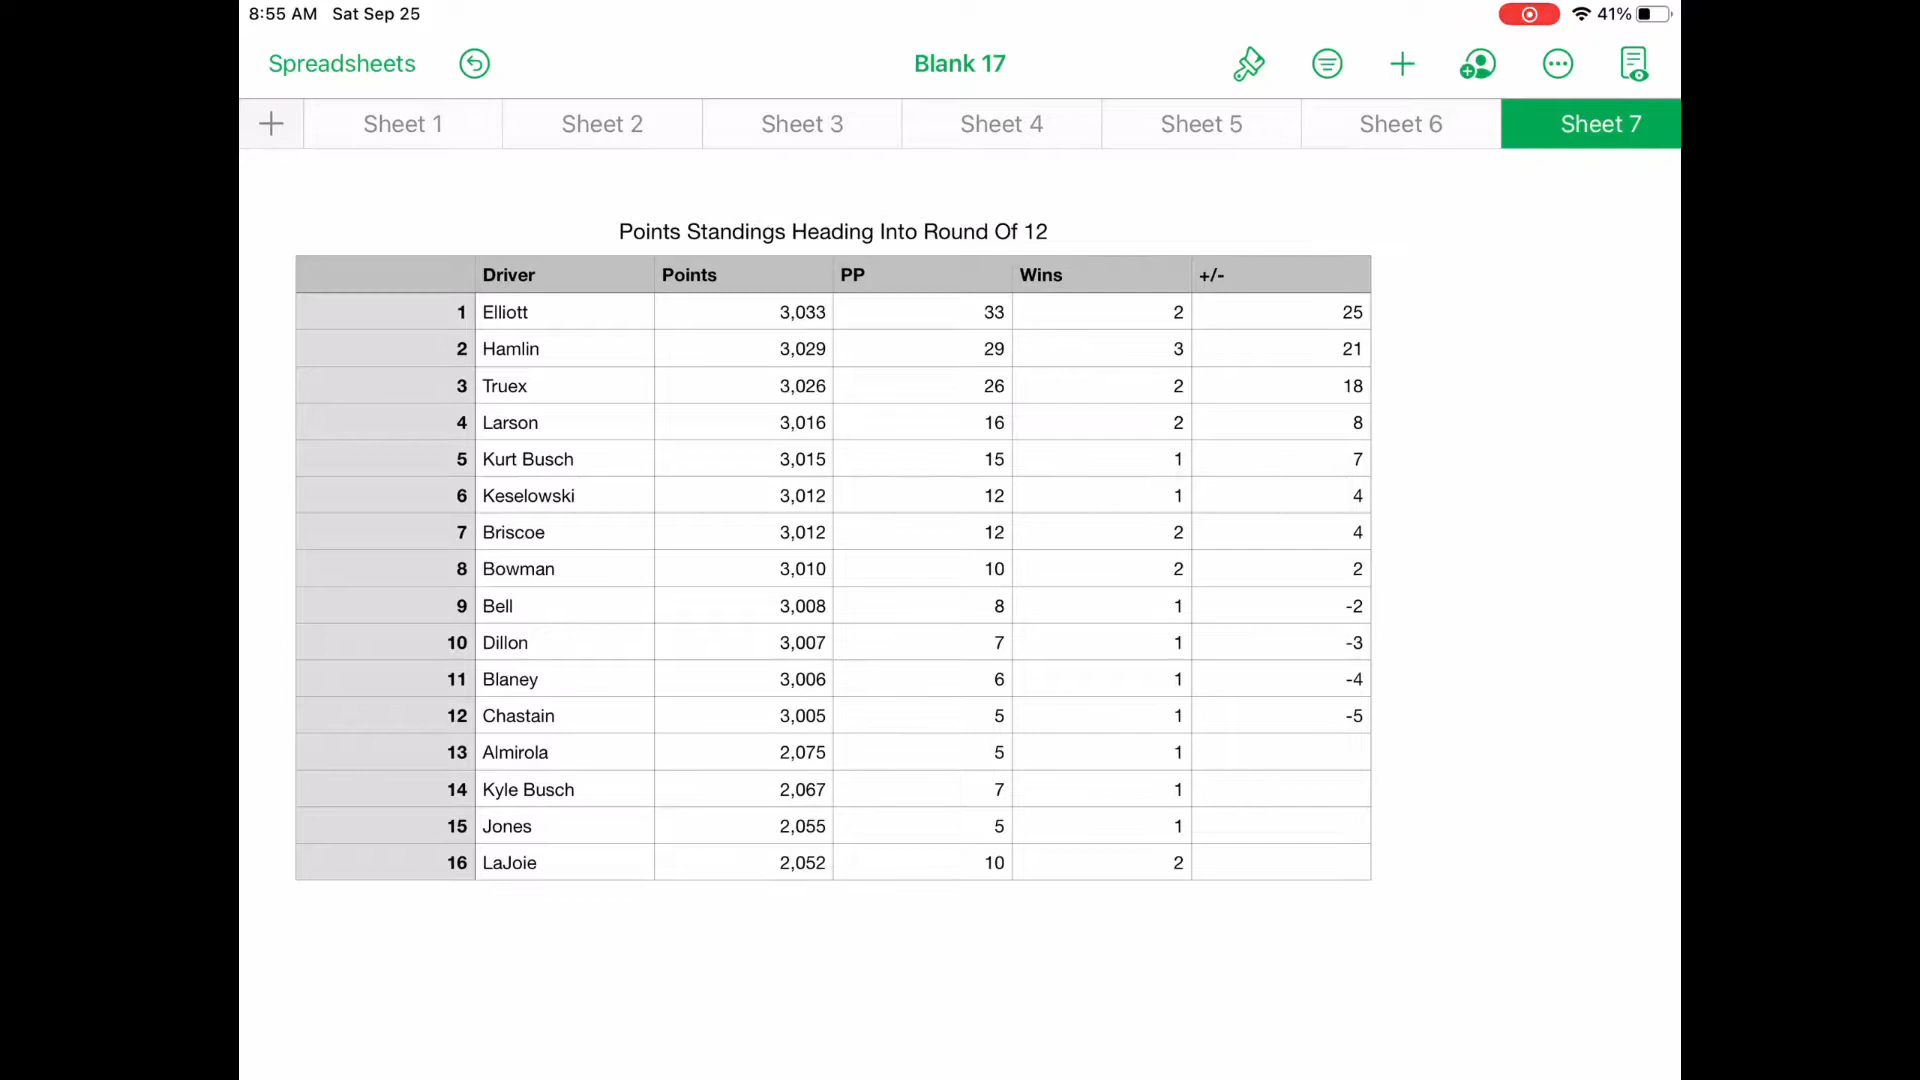 8:55 AM Sat Sep 25
41%
Spreadsheets
Blank 17
Sheet 1 Sheet 2 Sheet 3 Sheet 4 Sheet 5 Sheet 6 Sheet 7
Points Standings Heading Into Round Of 12
Driver Points PP Wins +/-
1 Elliott 3,033 33 2 25
2 Hamlin 3,029 29 3 21
3 Truex 3,026 26 2 18
4 Larson 3,016 16 2 8
5 Kurt Busch 3,015 15 1 7
6 Keselowski 3,012 12 1 4
7 Briscoe 3,012 12 2 4
8 Bowman 3,010 10 2 2
9 Bell 3,008 8 1 -2
10 Dillon 3,007 7 1 -3
11 Blaney 3,006 6 1 -4
12 Chastain 3,005 5 1 -5
13 Almirola 2,075 5 1
14 Kyle Busch 2,067 7 1
15 Jones 2,055 5 1
16 LaJoie 2,052 10 2